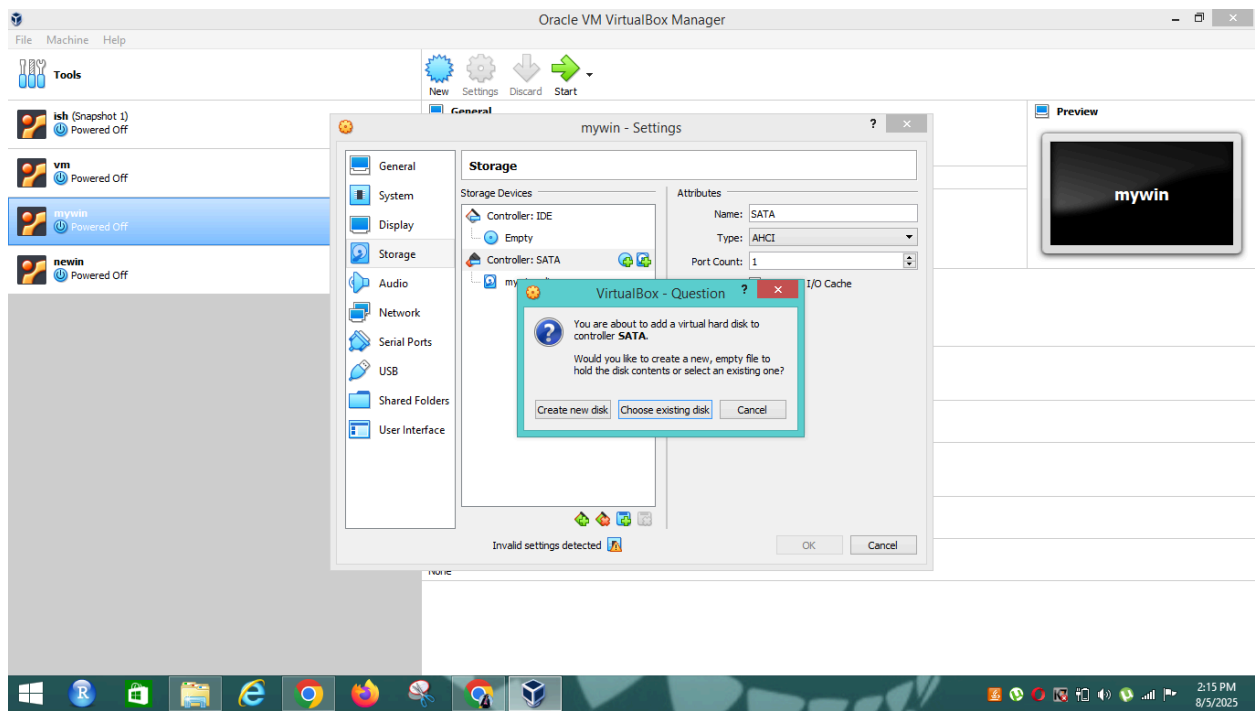 Oracle VM VirtualBox Manager
File Machine Help
Tools
New Settings Discard Start
ish (Snapshot 1)
Powered Off
vm
Powered Off
mywin
Powered Off
newin
Powered Off
General
Preview
mywin
mywin - Settings ?
General
System
Display
Storage
Audio
Network
Serial Ports
USB
Shared Folders
User Interface
Storage
Storage Devices
Controller: IDE
Empty
Controller: SATA
Attributes
Name: SATA
Type: AHCI
Port Count: 1
I/O Cache
VirtualBox - Question ?
You are about to add a virtual hard disk to
controller SATA.
Would you like to create a new, empty file to
hold the disk contents or select an existing one?
Create new disk Choose existing disk Cancel
Invalid settings detected
OK Cancel
None
2:15 PM
8/5/2025